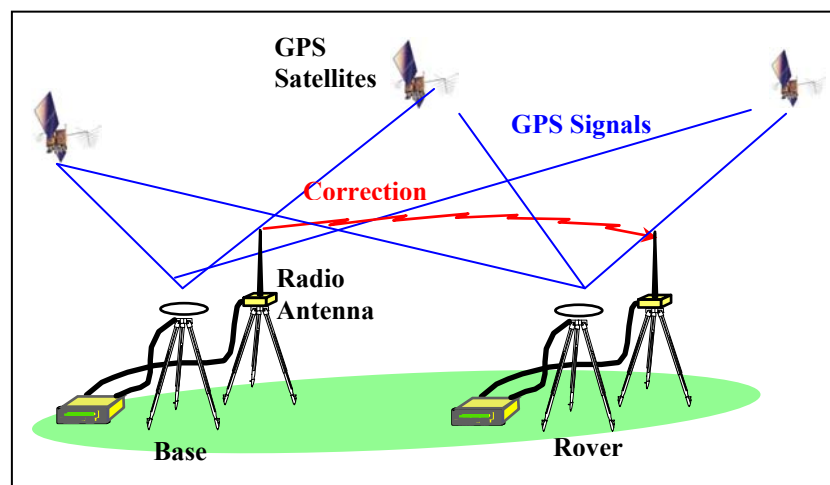 GPS
Satellites
GPS Signals
Correction
Radio
Antenna
Base
Rover